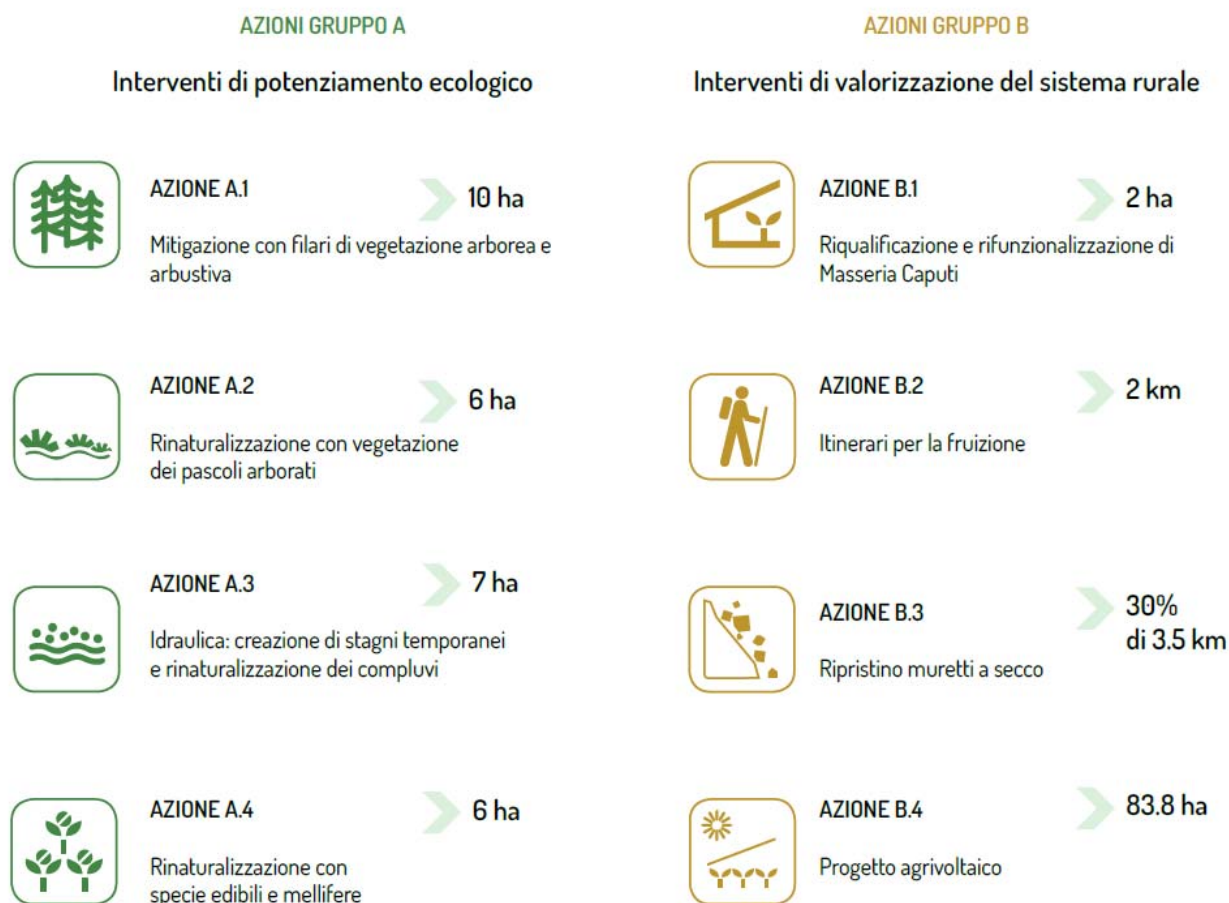 AZIONI GRUPPO A
Interventi di potenziamento ecologico
AZIONE A.1
10 ha
Mitigazione con filari di vegetazione arborea e
arbustiva
AZIONE A.2
6 ha
Rinaturalizzazione con vegetazione
dei pascoli arborati
AZIONE A.3
7 ha
Idraulica: creazione di stagni temporanei
e rinaturalizzazione dei compluvi
AZIONE A.4
6 ha
Rinaturalizzazione con
specie edibili e mellifere
AZIONI GRUPPO B
Interventi di valorizzazione del sistema rurale
AZIONE B.1
2 ha
Riqualificazione e rifunzionalizzazione di
Masseria Caputi
AZIONE B.2
2 km
Itinerari per la fruizione
AZIONE B.3
30%
di 3.5 km
Ripristino muretti a secco
AZIONE B.4
83.8 ha
Progetto agrivoltaico